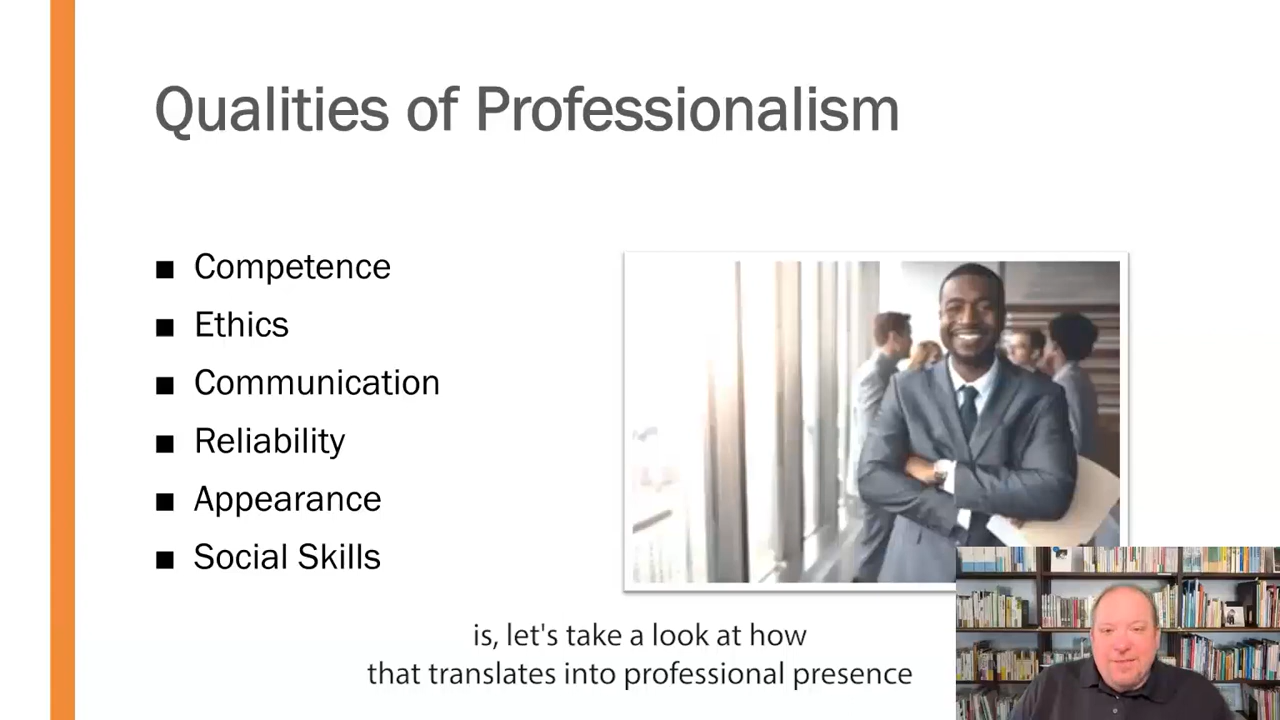 Qualities of Professionalism
Competence
Ethics
Communication
Reliability
Appearance
Social Skills
is, let's take a look at how
that translates into professional presence